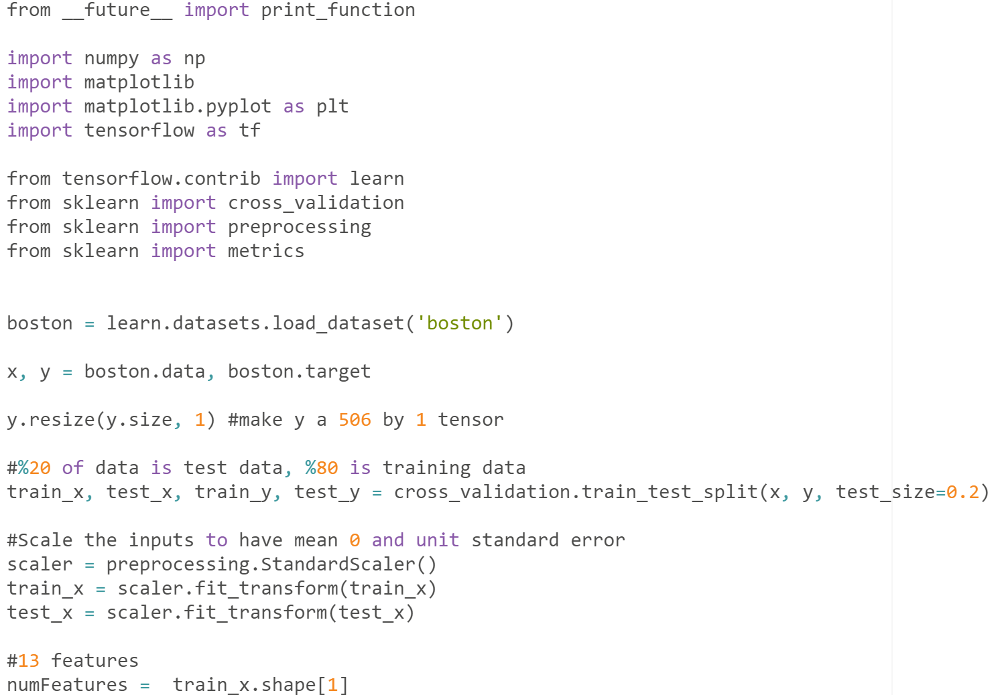 from __future__ import print_function
import numpy as np
import matplotlib
import matplotlib.pyplot as plt
import tensorflow as tf
from tensorflow.contrib import learn
from sklearn import cross_validation
from sklearn import preprocessing
from sklearn import metrics
boston = learn.datasets.load_dataset('boston')
x, y = boston.data, boston.target
y.resize(y.size, 1) #make y a 506 by 1 tensor
#%20 of data is test data, %80 is training data
train_x, test_x, train_y, test_y = cross_validation.train_test_split(x, y, test_size=0.2)
#Scale the inputs to have mean 0 and unit standard error
scaler = preprocessing.StandardScaler()
train_x = scaler.fit_transform(train_x)
test_x = scaler.fit_transform(test_x)
#13 features
numFeatures =  train_x.shape[1]